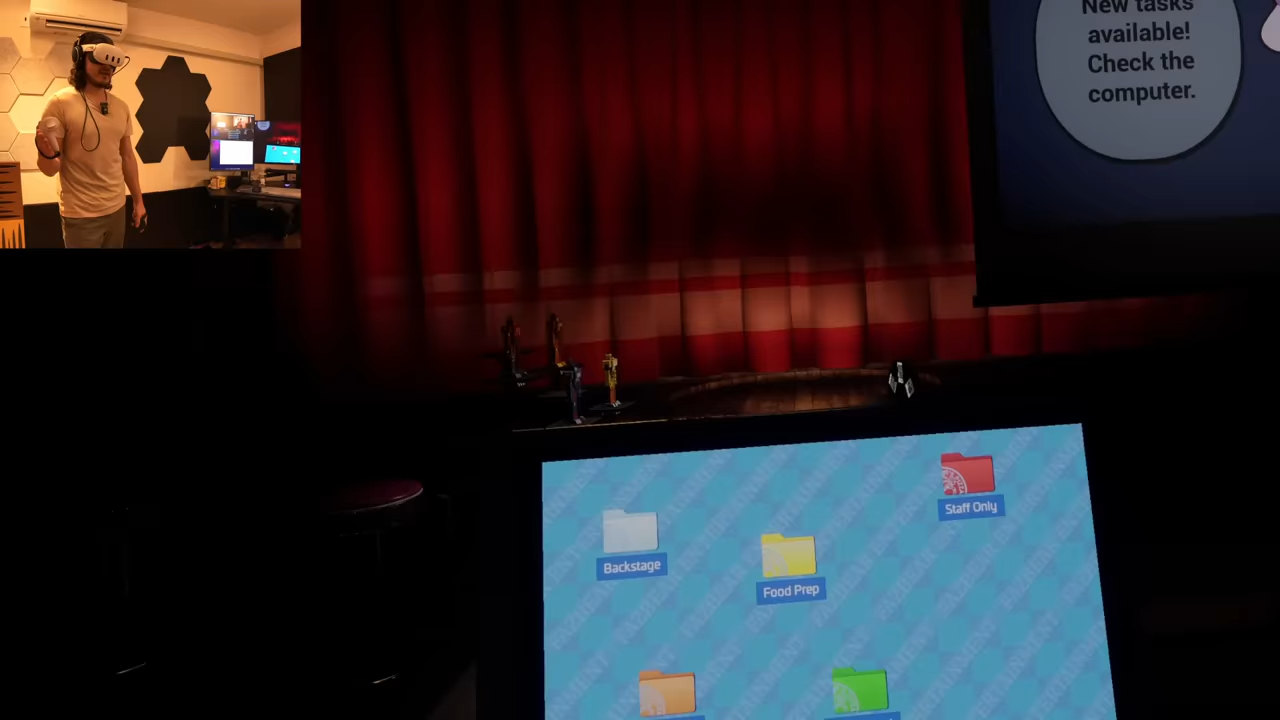 New tasks
available!
Check the
computer.
Staff Only
Backstage
Food Prep